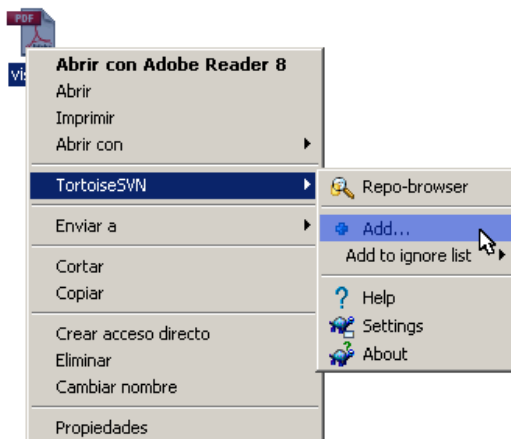 PDF
Abrir con Adobe Reader 8
Abrir
Imprimir
Abrir con
TortoiseSVN
Enviar a
Cortar
Copiar
Crear acceso directo
Eliminar
Cambiar nombre
Propiedades
Repo-browser
Add...
Add to ignore list
Help
Settings
About